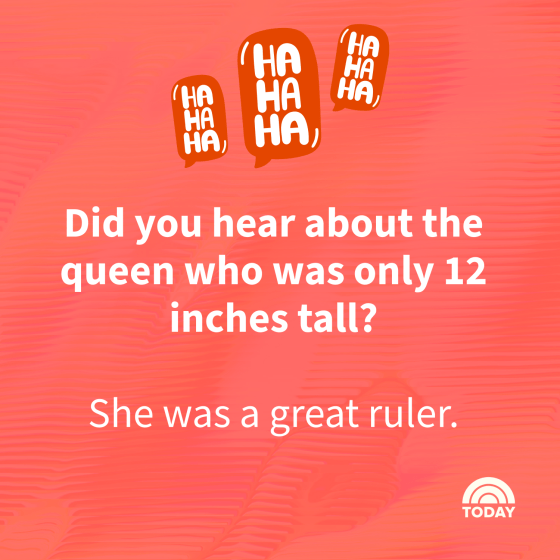 HA
HA
HA
HA
HA
HA
HA
HA
HA
Did you hear about the
queen who was only 12
inches tall?
She was a great ruler.
TODAY